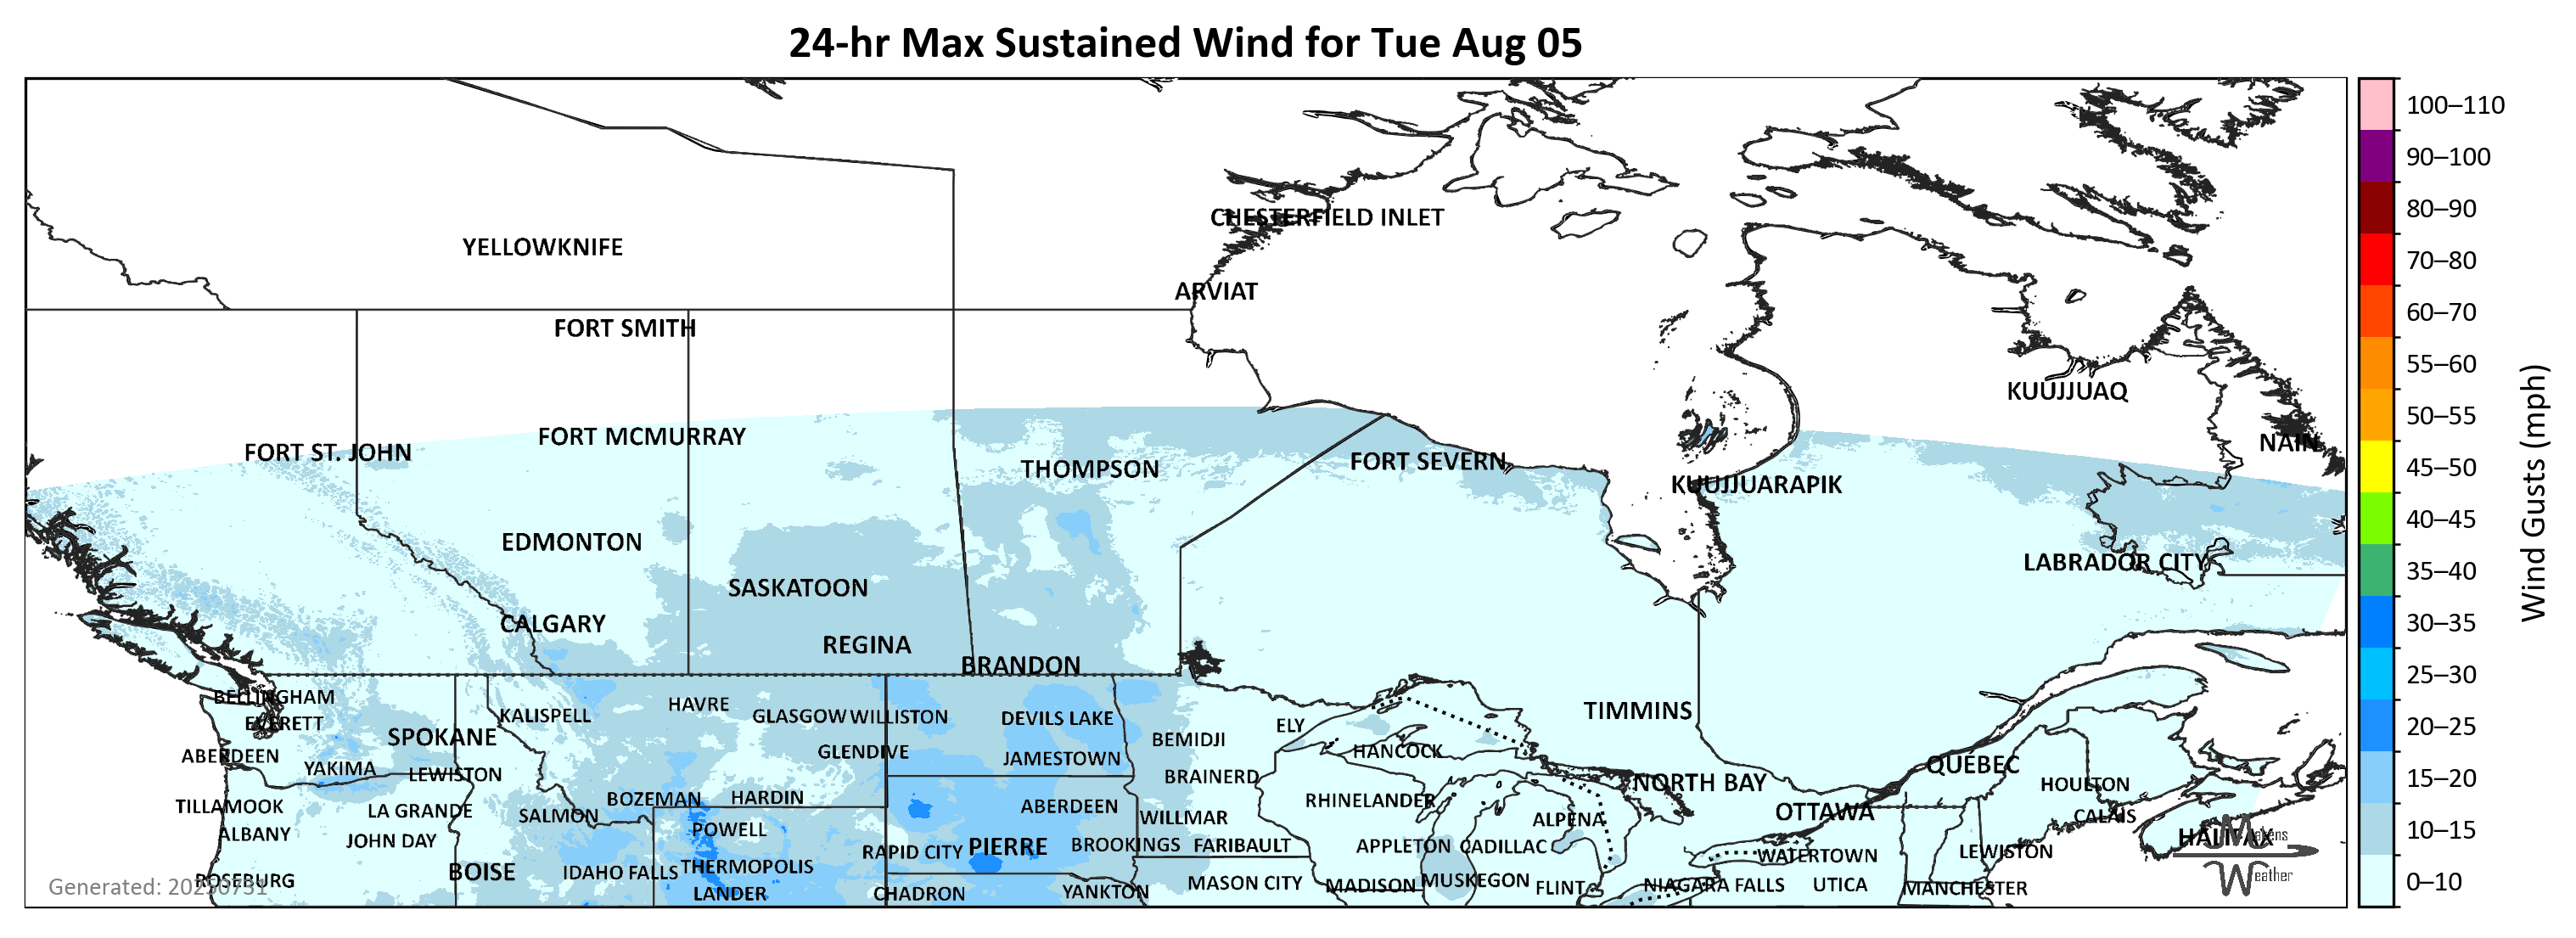 24-hr Max Sustained Wind for Tue Aug 05
100–110
90–100
80–90
70–80
60–70
55–60
50–55
45–50
40–45
35–40
30–35
25–30
20–25
15–20
10–15
0–10
Wind Gusts (mph)
CHESTERFIELD INLET
YELLOWKNIFE
ARVIAT
FORT SMITH
KUUJJUAQ
FORT MCMURRAY
NAIN
FORT ST. JOHN
FORT SEVERN
THOMPSON
KUUJJUARAPIK
EDMONTON
LABRADOR CITY
SASKATOON
CALGARY
REGINA
BRANDON
BELLINGHAM
HAVRE
TIMMINS
KALISPELL
GLASGOW
WILLISTON
DEVILS LAKE
EVERETT
ELY
SPOKANE
BEMIDJI
HANCOCK
GLENDIVE
ABERDEEN
JAMESTOWN
QUEBEC
YAKIMA
LEWISTON
BRAINERD
NORTH BAY
HOULTON
BOZEMAN
HARDIN
RHINELANDER
TILLAMOOK
LA GRANDE
ABERDEEN
OTTAWA
SALMON
WILLMAR
CALAIS
ALPENA
POWELL
ALBANY
HALIFAX
JOHN DAY
PIERRE
BROOKINGS
FARIBAULT
APPLETON
CADILLAC
RAPID CITY
LEWISTON
WATERTOWN
THERMOPOLIS
BOISE
IDAHO FALLS
ROSEBURG
MUSKEGON
MASON CITY
MADISON
FLINT
NIAGARA FALLS
UTICA
MANCHESTER
LANDER
CHADRON
YANKTON
Generated: 20250731
Makens
Weather